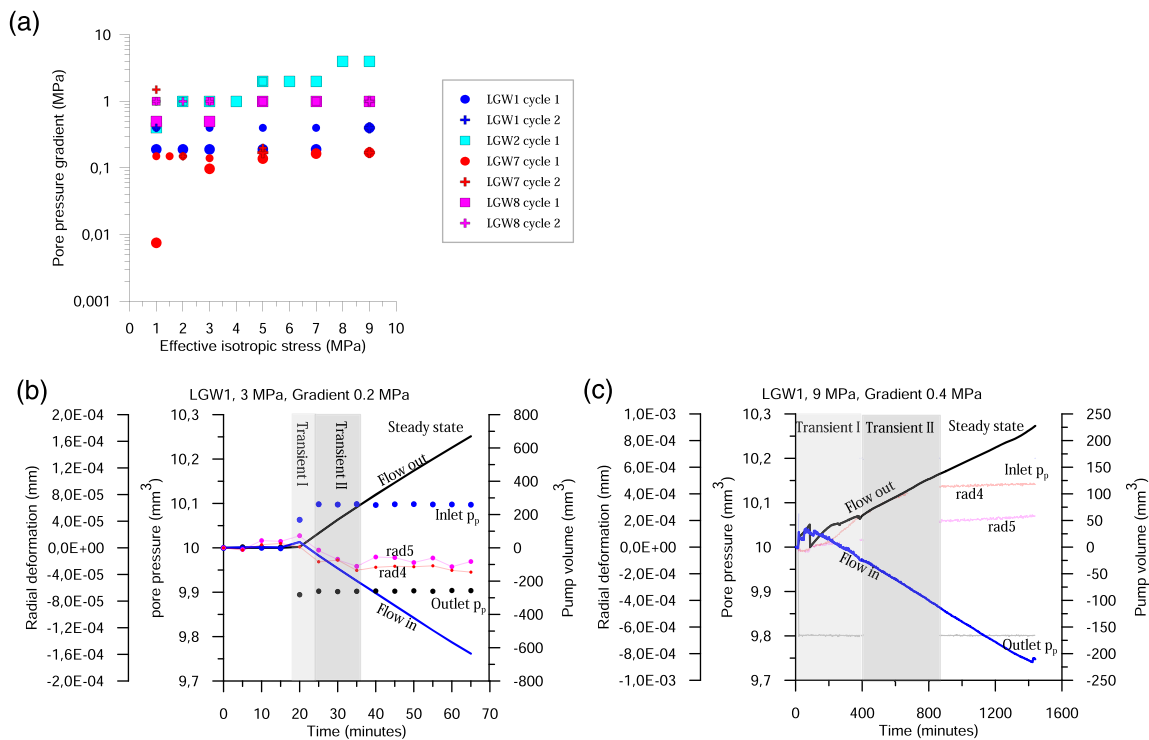 (a)
Pore pressure gradient (MPa)
10
1
0,1
0,01
0,001
0 1 2 3 4 5 6 7 8 9 10
Effective isotropic stress (MPa)
LGW1 cycle 1
LGW1 cycle 2
LGW2 cycle 1
LGW7 cycle 1
LGW7 cycle 2
LGW8 cycle 1
LGW8 cycle 2
(b)
LGW1, 3 MPa, Gradient 0.2 MPa
Radial deformation (mm)
2,0E-04
1,6E-04
1,2E-04
8,0E-05
4,0E-05
0,0E+00
-4,0E-05
-8,0E-05
-1,2E-04
-1,6E-04
-2,0E-04
pore pressure (mm3)
10,3
10,2
10,1
10
9,9
9,8
9,7
Transient I
Transient II
Steady state
Flow out
Inlet pp
rad5
rad4
Outlet pp
Flow in
800
600
400
200
0
-200
-400
-600
-800
Pump volume (mm3)
0 10 20 30 40 50 60 70
Time (minutes)
(c)
LGW1, 9 MPa, Gradient 0.4 MPa
Radial deformation (mm)
1,0E-03
8,0E-04
6,0E-04
4,0E-04
2,0E-04
0,0E+00
-2,0E-04
-4,0E-04
-6,0E-04
-8,0E-04
-1,0E-03
Pore pressure (mm3)
10,3
10,2
10,1
10
9,9
9,8
9,7
Transient I
Transient II
Steady state
Inlet pp
Flow out
rad4
rad5
Flow in
Outlet pp
250
200
150
100
50
0
-50
-100
-150
-200
-250
Pump volume (mm3)
0 400 800 1200 1600
Time (minutes)